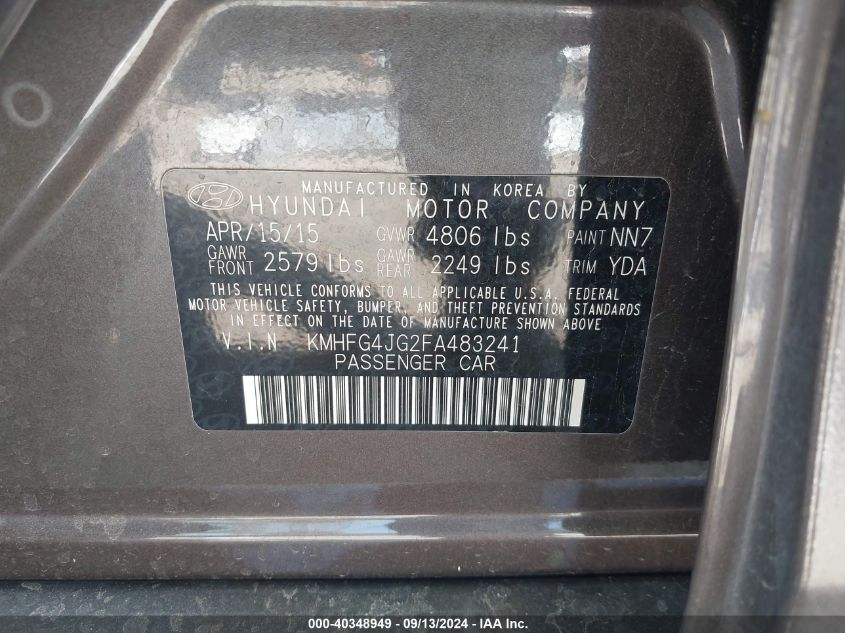 MANUFACTURED IN KOREA BY
HYUNDAI MOTOR COMPANY
APR/15/15 GVWR 4806 lbs PAINT NN7
GAWR FRONT 2579 lbs GAWR REAR 2249 lbs TRIM YDA
THIS VEHICLE CONFORMS TO ALL APPLICABLE U.S.A. FEDERAL
MOTOR VEHICLE SAFETY, BUMPER, AND THEFT PREVENTION STANDARDS
IN EFFECT ON THE DATE OF MANUFACTURE SHOWN ABOVE
V.I.N KMHFG4JG2FA483241
PASSENGER CAR
000-40348949 - 09/13/2024 - IAA